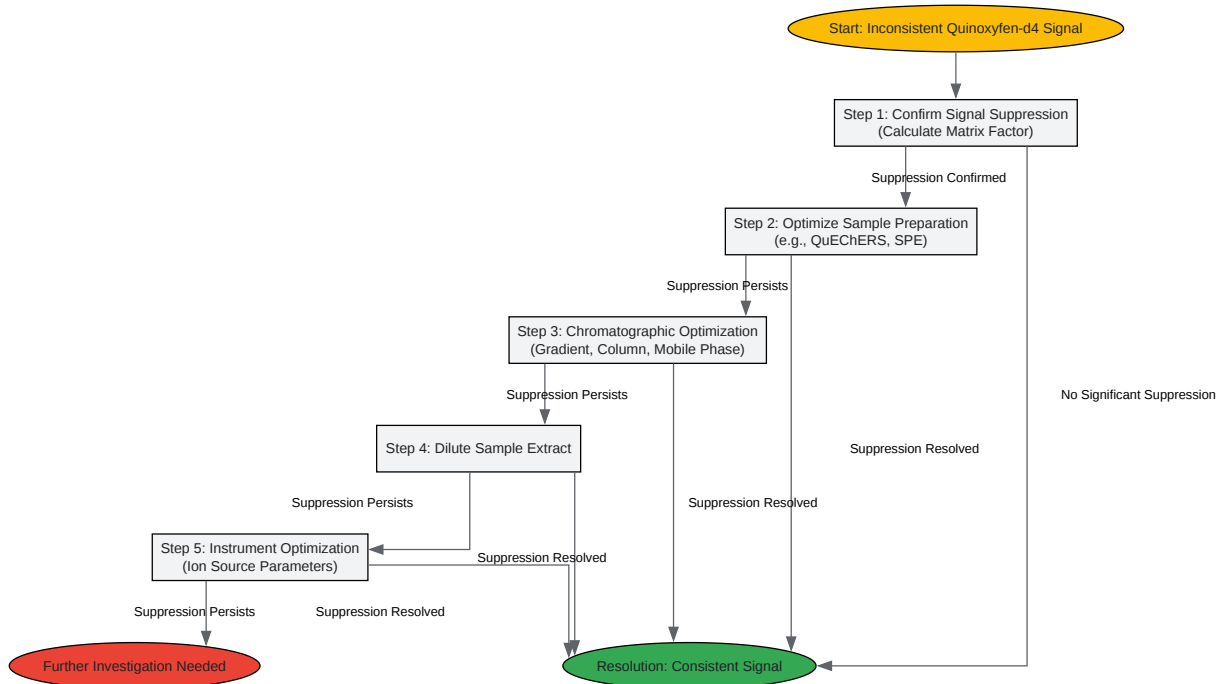 Start: Inconsistent Quinoxyfen-d4 Signal
Step 1: Confirm Signal Suppression
(Calculate Matrix Factor)
Suppression Confirmed
Step 2: Optimize Sample Preparation
(e.g., QuEChERS, SPE)
Suppression Persists
Step 3: Chromatographic Optimization
(Gradient, Column, Mobile Phase)
Suppression Persists
No Significant Suppression
Step 4: Dilute Sample Extract
Suppression Resolved
Suppression Persists
Suppression Resolved
Step 5: Instrument Optimization
(Ion Source Parameters)
Suppression Resolved
Suppression Persists
Suppression Resolved
Further Investigation Needed
Resolution: Consistent Signal